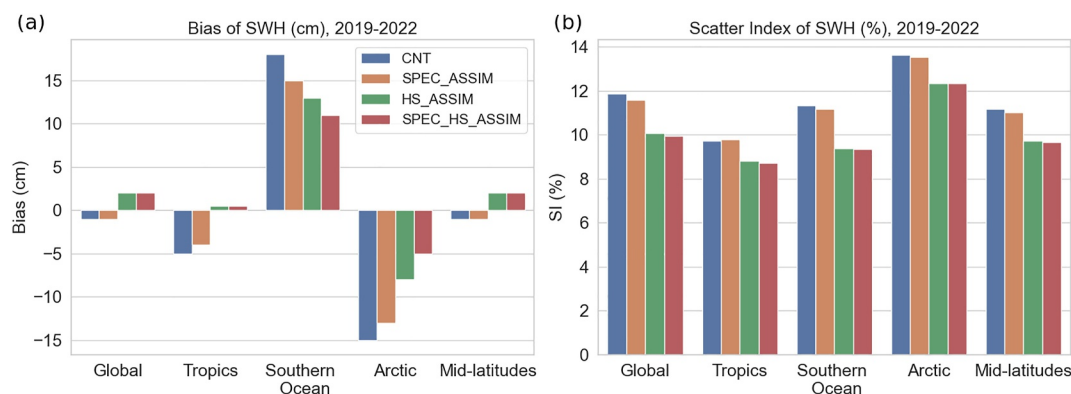 (a)
Bias of SWH (cm), 2019-2022
CNT
SPEC_ASSIM
HS_ASSIM
SPEC_HS_ASSIM
Bias (cm)
15
10
5
0
−5
−10
−15
Global
Tropics
Southern
Ocean
Arctic
Mid-latitudes
(b)
Scatter Index of SWH (%), 2019-2022
SI (%)
14
12
10
8
6
4
2
0
Global
Tropics
Southern
Ocean
Arctic
Mid-latitudes